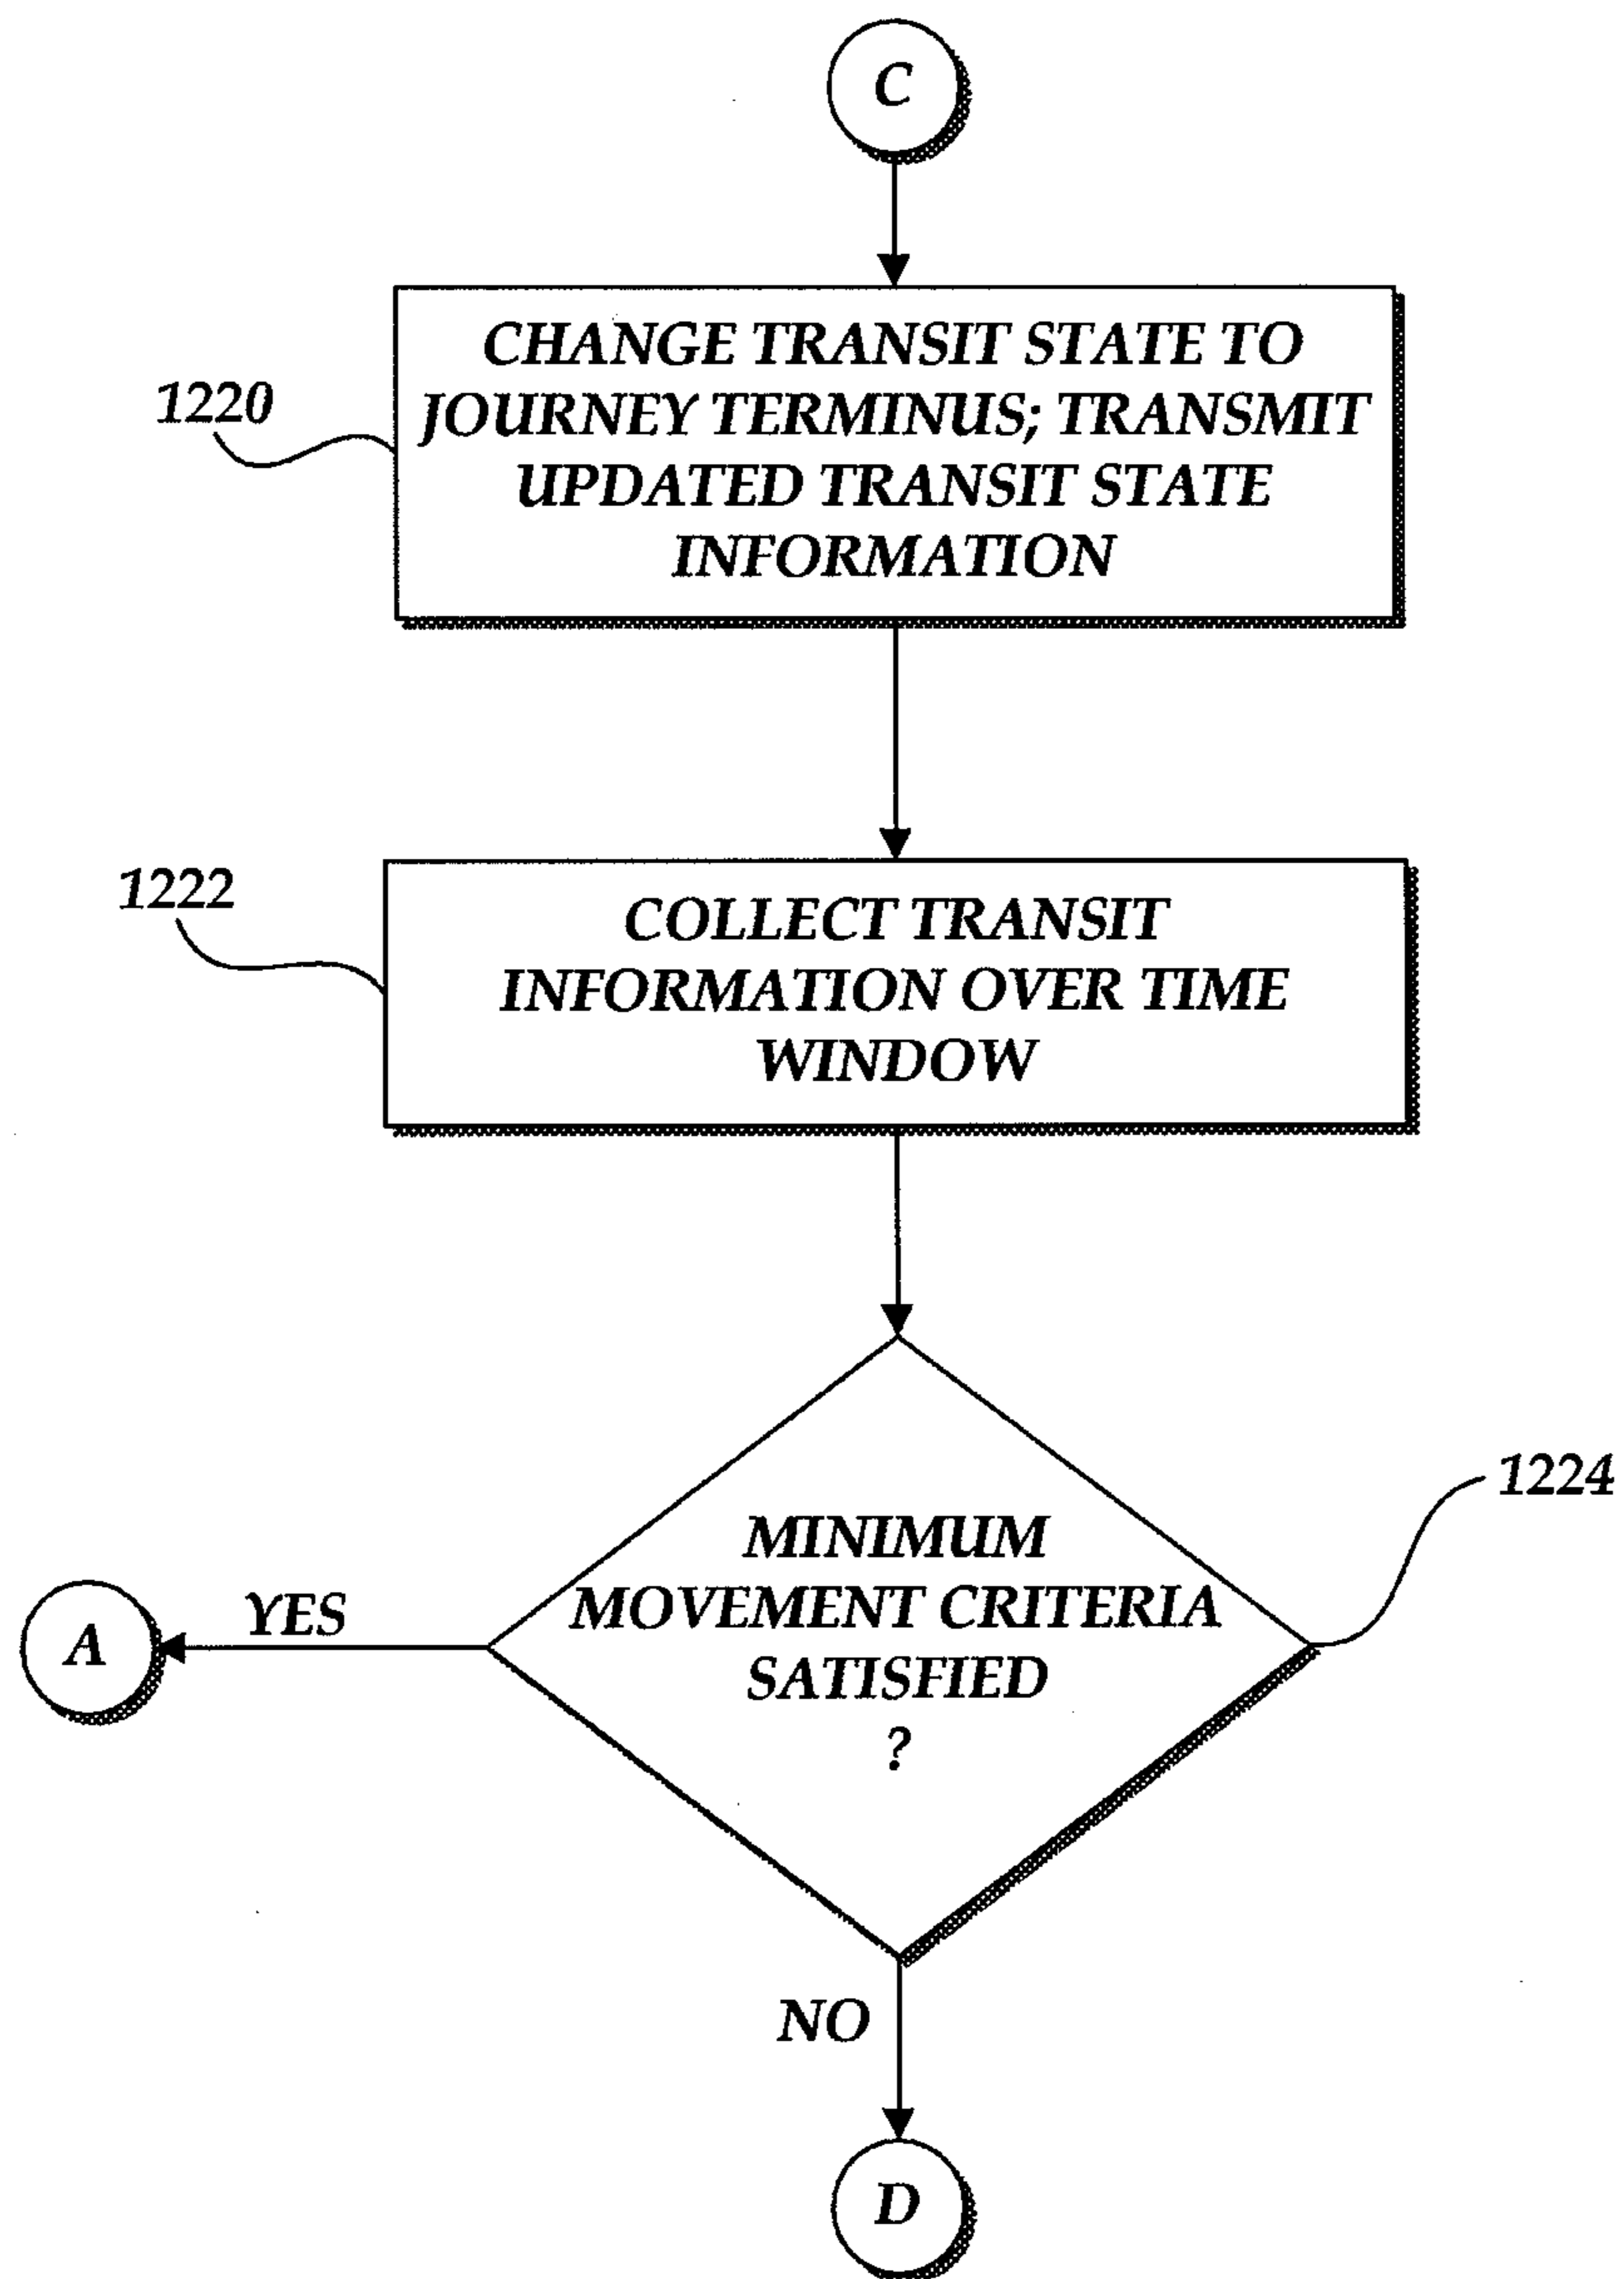 C
1220
CHANGE TRANSIT STATE TO
JOURNEY TERMINUS; TRANSMIT
UPDATED TRANSIT STATE
INFORMATION
1222
COLLECT TRANSIT
INFORMATION OVER TIME
WINDOW
1224
MINIMUM
MOVEMENT CRITERIA
SATISFIED
?
YES
A
NO
D